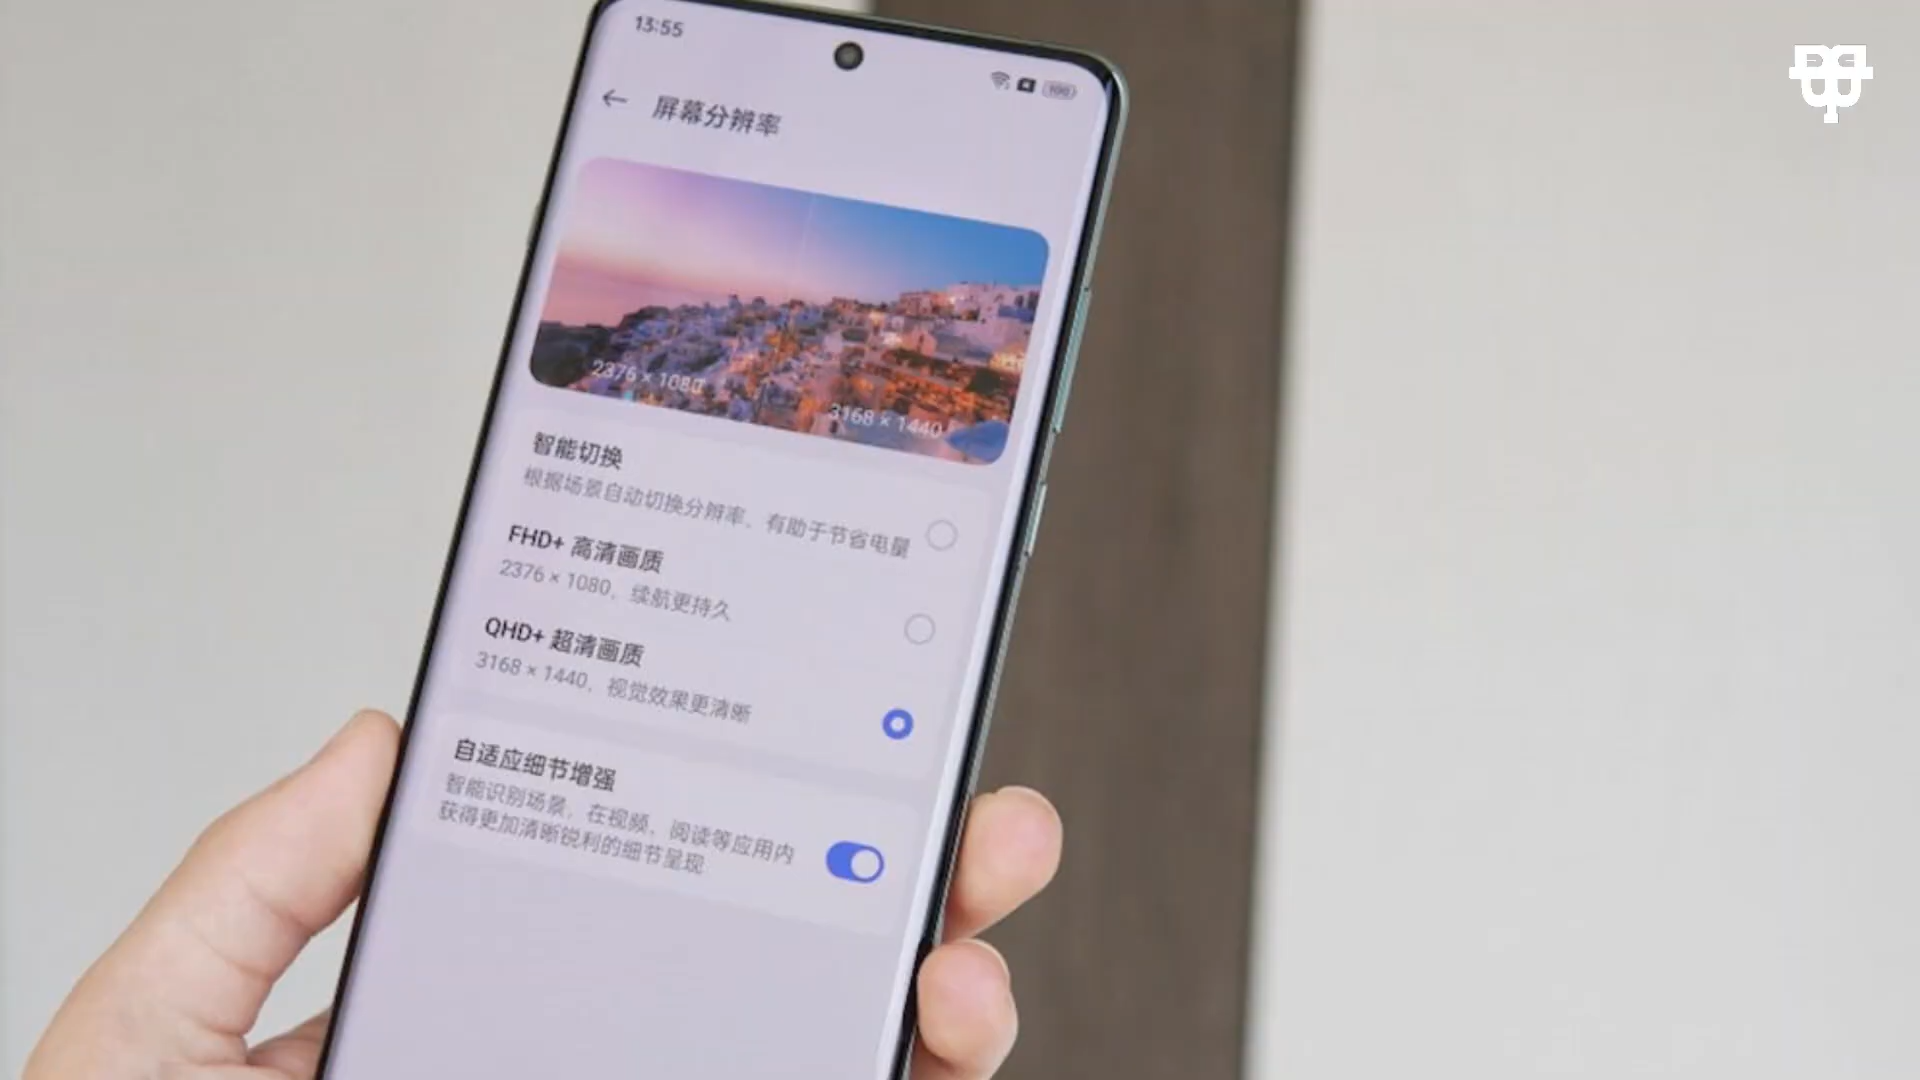 13:55
100
屏幕分辨率
2376 × 1080
3168 × 1440
智能切换
根据场景自动切换分辨率，有助于节省电量
FHD+ 高清画质
2376 × 1080，续航更持久
QHD+ 超清画质
3168 × 1440，视觉效果更清晰
自适应细节增强
智能识别场景，在视频、阅读等应用内
获得更加清晰锐利的细节呈现